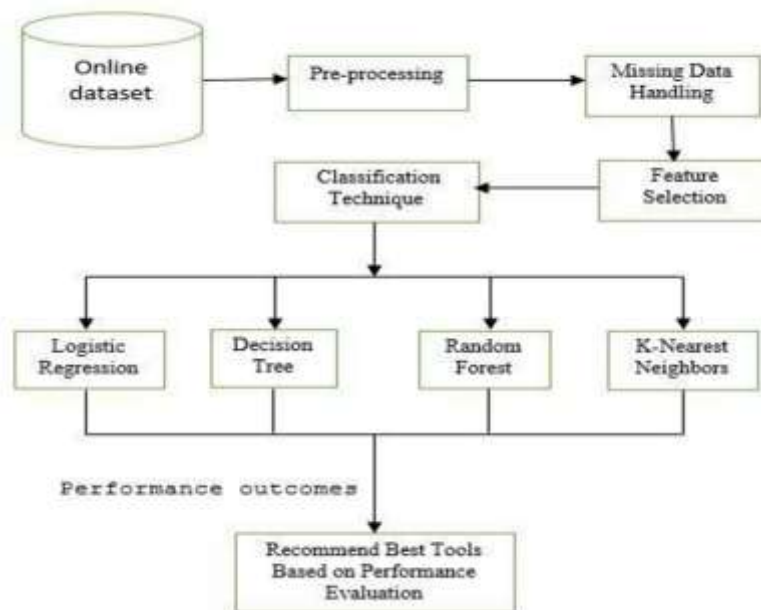 Online
dataset
Pre-processing
Missing Data
Handling
Classification
Technique
Feature
Selection
Logistic
Regression
Decision
Tree
Random
Forest
K-Nearest
Neighbors
Performance outcomes
Recommend Best Tools
Based on Performance
Evaluation